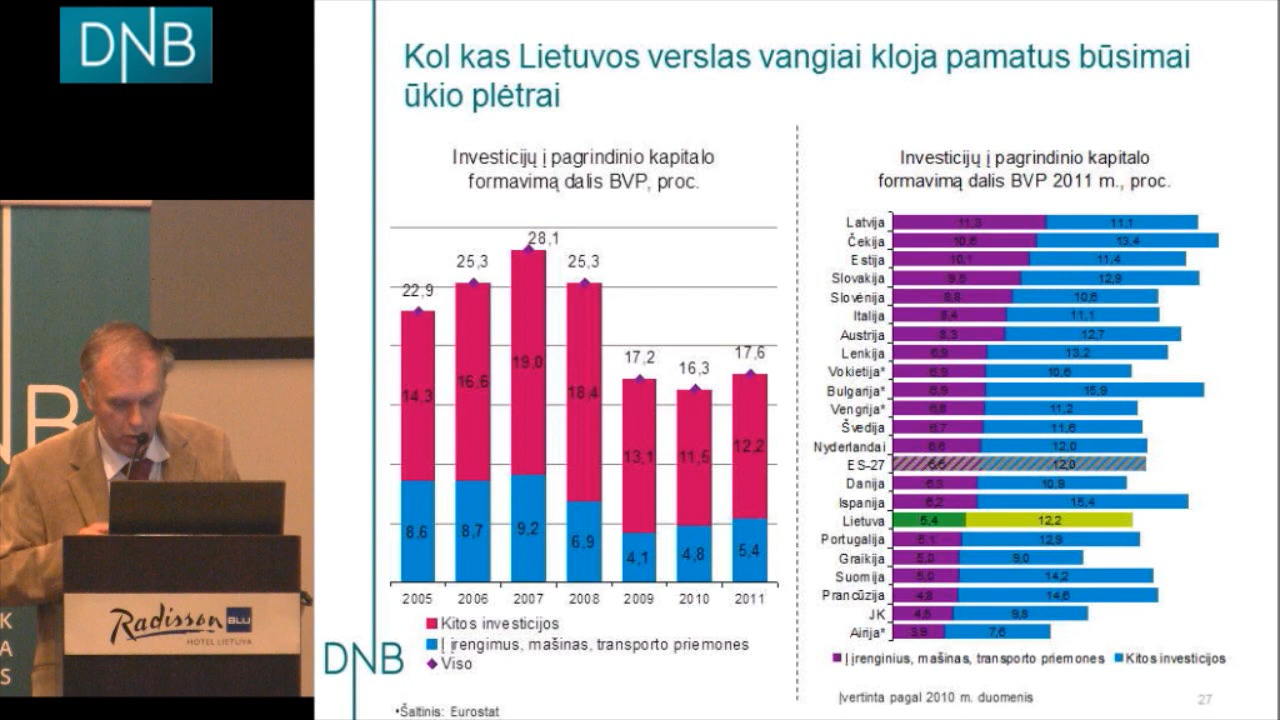 DNB
Kol kas Lietuvos verslas vangiai kloja pamatus būsimai
ūkio plėtrai
Investicijų į pagrindinio kapitalo
formavimą dalis BVP, proc.
28,1
25,3
25,3
22,9
17,2
16,3
17,6
14,3
16,6
19,0
18,4
13,1
11,5
12,2
8,6
8,7
9,2
6,9
4,1
4,8
5,4
2005 2006 2007 2008 2009 2010 2011
Kitos investicijos
Į įrengimus, mašinas, transporto priemones
Viso
•Šaltinis: Eurostat
Investicijų į pagrindinio kapitalo
formavimą dalis BVP 2011 m., proc.
Latvija 11,3 11,1
Čekija 10,6 13,4
Estija 10,1 11,4
Slovakija 9,5 12,9
Slovėnija 8,8 10,6
Italija 8,4 11,1
Austrija 8,3 12,7
Lenkija 6,9 13,2
Vokietija* 6,9 10,6
Bulgarija* 6,9 15,9
Vengrija* 6,8 11,2
Švedija 6,7 11,6
Nyderlandai 6,6 12,0
ES-27 6,6 12,0
Danija 6,3 10,9
Ispanija 6,2 15,4
Lietuva 5,4 12,2
Portugalija 5,1 12,9
Graikija 5,0 9,0
Suomija 5,0 14,2
Prancūzija 4,8 14,6
JK 4,5 9,8
Airija* 3,9 7,6
Į įrenginius, mašinas, transporto priemones Kitos investicijos
Įvertinta pagal 2010 m. duomenis
27
DNB
NB
Radisson BLU
HOTEL LIETUVA
K
A
S